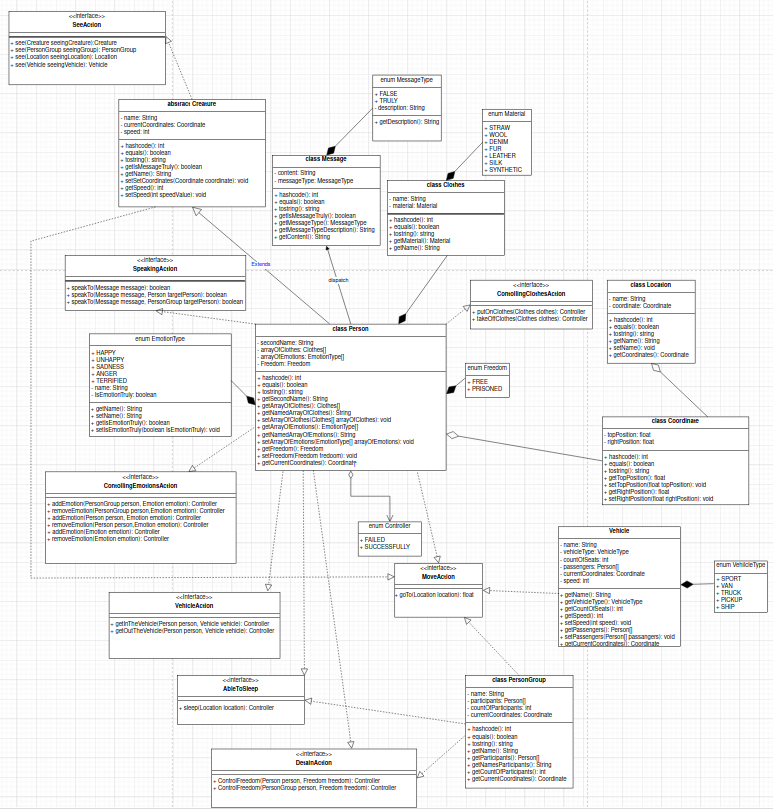 <<Interface>>
SeeAction
+ see(Creature seeingCreature):Creature
+ see(PersonGroup seeingGroup): PersonGroup
+ see(Location seeingLocation): Location
+ see(Vehicle seeingVehicle): Vehicle
abstract Creature
- name: String
- currentCoordinates: Coordinate
- speed: int
+ hashcode(): int
+ equals(): boolean
+ tostring(): string
+ getIsMessageTruly(): boolean
+ getName(): String
+ setSetCoordinates(Coordinate coordinate): void
+ getSpeed(): int
+ setSpeed(int speedValue): void
enum MessageType
+ FALSE
+ TRULY
- description: String
+ getDescription(): String
enum Material
+ STRAW
+ WOOL
+ DENIM
+ FUR
+ LEATHER
+ SILK
+ SYNTHETIC
class Message
- content: String
- messageType: MessageType
+ hashcode(): int
+ equals(): boolean
+ tostring(): string
+ getIsMessageTruly(): boolean
+ getMessageType(): MessageType
+ getMessageTypeDescription(): String
+ getContent(): String
class Clothes
- name: String
- material: Material
+ hashcode(): int
+ equals(): boolean
+ tostring(): string
+ getMaterial(): Material
+ getName(): String
Extends
dispatch
<<Interface>>
SpeakingAction
+ speakTo(Message message): boolean
+ speakTo(Message message, Person targetPerson): boolean
+ speakTo(Message message, PersonGroup targetPerson): boolean
<<Interface>>
ControllingClothesAction
+ putOnClothes(Clothes clothes): Controller
+ takeOffClothes(Clothes clothes): Controller
class Location
- name: String
- coordinate: Coordinate
+ hashcode(): int
+ equals(): boolean
+ tostring(): string
+ getName(): String
+ setName(): void
+ getCoordinates(): Coordinate
enum EmotionType
+ HAPPY
+ UNHAPPY
+ SADNESS
+ ANGER
+ TERRIFIED
- name: String
- isEmotionTruly: boolean
+ getName(): String
+ setName(): String
+ getIsEmotionTruly(): boolean
+ setIsEmotionTruly(boolean isEmotionTruly): void
class Person
- secondName: String
- arrayOfClothes: Clothes[]
- arrayOfEmotions: EmotionType[]
- Freedom: Freedom
+ hashcode(): int
+ equals(): boolean
+ tostring(): string
+ getSecondName(): String
+ getArrayOfClothes(): Clothes[]
+ getNamedArrayOfClothes(): String
+ setArrayOfClothes(Clothes[] arrayOfClothes): void
+ getArrayOfEmotions(): EmotionType[]
+ getNamedArrayOfEmotions(): String
+ setArrayOfEmotions(EmotionType[] arrayOfEmotions): void
+ getFreedom(): Freedom
+ setFreedom(Freedom freedom): void
+ getCurrentCoordinates(): Coordinate
enum Freedom
+ FREE
+ PRISONED
class Coordinate
- topPosition: float
- rightPosition: float
+ hashcode(): int
+ equals(): boolean
+ tostring(): string
+ getTopPosition(): float
+ setTopPosition(float topPosition): void
+ getRightPosition(): float
+ setRightPosition(float rightPosition): void
<<Interface>>
ControllingEmotionsAction
+ addEmotion(PersonGroup person, Emotion emotion): Controller
+ removeEmotion(PersonGroup person,Emotion emotion): Controller
+ addEmotion(Person person, Emotion emotion): Controller
+ removeEmotion(Person person,Emotion emotion): Controller
+ addEmotion(Emotion emotion): Controller
+ removeEmotion(Emotion emotion): Controller
enum Controller
+ FAILED
+ SUCCESSFULLY
Vehicle
- name: String
- vehicleType: VehicleType
- countOfSeats: int
- passengers: Person[]
- currentCoordinates: Coordinate
- speed: int
+ getName(): String
+ getVehicleType(): VehicleType
+ getCountOfSeats(): int
+ getSpeed(): int
+ setSpeed(int speed): void
+ getPassengers(): Person[]
+ setPassengers(Person[] passangers): void
+ getCurrentCoordinates(): Coordinate
enum VehicleType
+ SPORT
+ VAN
+ TRUCK
+ PICKUP
+ SHIP
<<Interface>>
MoveAction
+ goTo(Location location): float
<<Interface>>
VehicleAction
+ getInTheVehicle(Person person, Vehicle vehicle): Controller
+ getOutTheVehicle(Person person, Vehicle vehicle): Controller
<<Interface>>
AbleToSleep
+ sleep(Location location): Controller
class PersonGroup
- name: String
- participants: Person[]
- countOfParticipants: int
- currentCoordinates: Coordinate
+ hashcode(): int
+ equals(): boolean
+ tostring(): string
+ getName(): String
+ getParticipants(): Person[]
+ getNamesParticipants(): String
+ getCountOfParticipants(): int
+ getCurrentCoordinates(): Coordinate
<<Interface>>
DetainAction
+ ControlFreedom(Person person, Freedom freedom): Controller
+ ControlFreedom(PersonGroup person, Freedom freedom): Controller